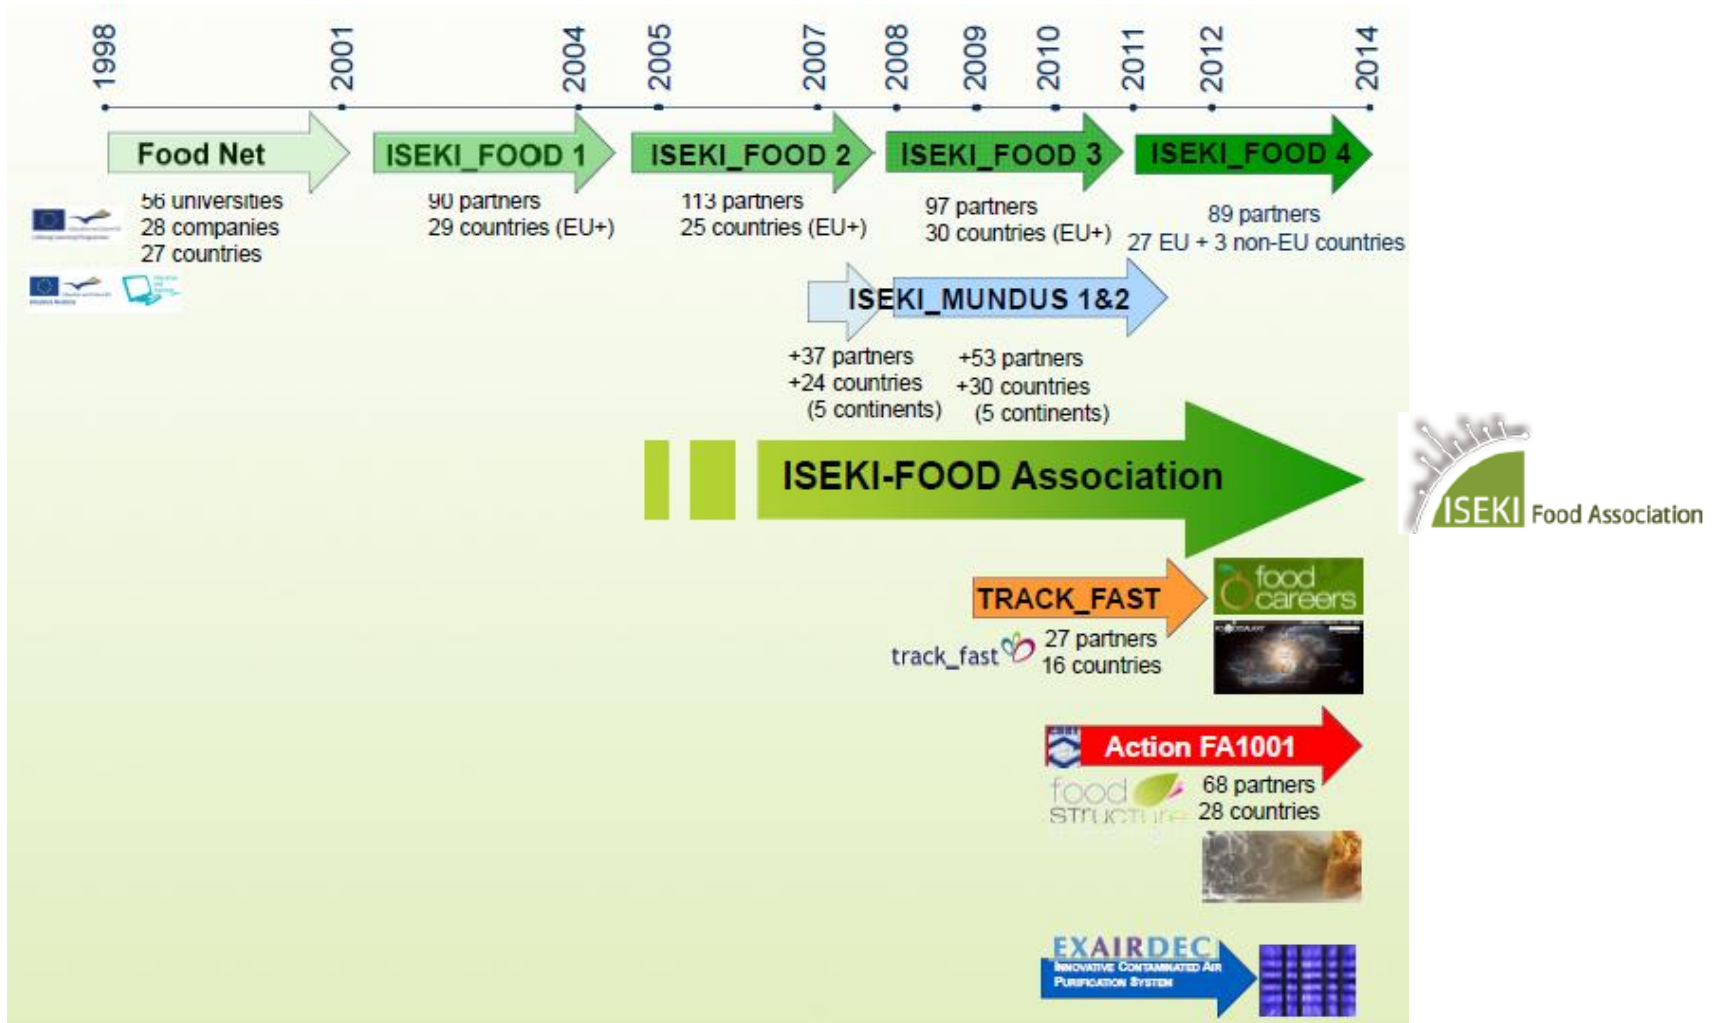 1998
2001
2004
2005
2007
2008
2009
2010
2011
2012
2014
Food Net
ISEKI_FOOD 1
ISEKI_FOOD 2
ISEKI_FOOD 3
ISEKI_FOOD 4
56 universities
28 companies
27 countries
90 partners
29 countries (EU+)
113 partners
25 countries (EU+)
97 partners
30 countries (EU+)
89 partners
27 EU + 3 non-EU countries
ISEKI_MUNDUS 1&2
+37 partners
+24 countries
(5 continents)
+53 partners
+30 countries
(5 continents)
ISEKI-FOOD Association
ISEKI Food Association
TRACK_FAST
food
careers
track_fast
27 partners
16 countries
Action FA1001
food
structure
68 partners
28 countries
EXAIRDEC
INNOVATIVE CONTAMINATED AIR
PURIFICATION SYSTEM